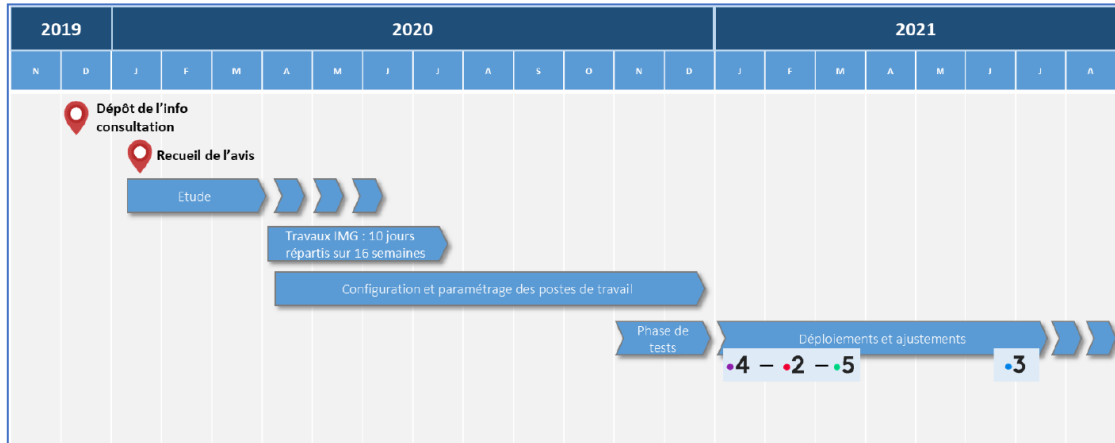 2019 2020 2021
N D J F M A M J J A S O N D J F M A M J J A
Dépôt de l'info
consultation
Recueil de l'avis
Etude
Travaux IMG : 10 jours
répartis sur 16 semaines
Configuration et paramétrage des postes de travail
Phase de
tests
Déploiements et ajustements
•4 – •2 – •5
•3